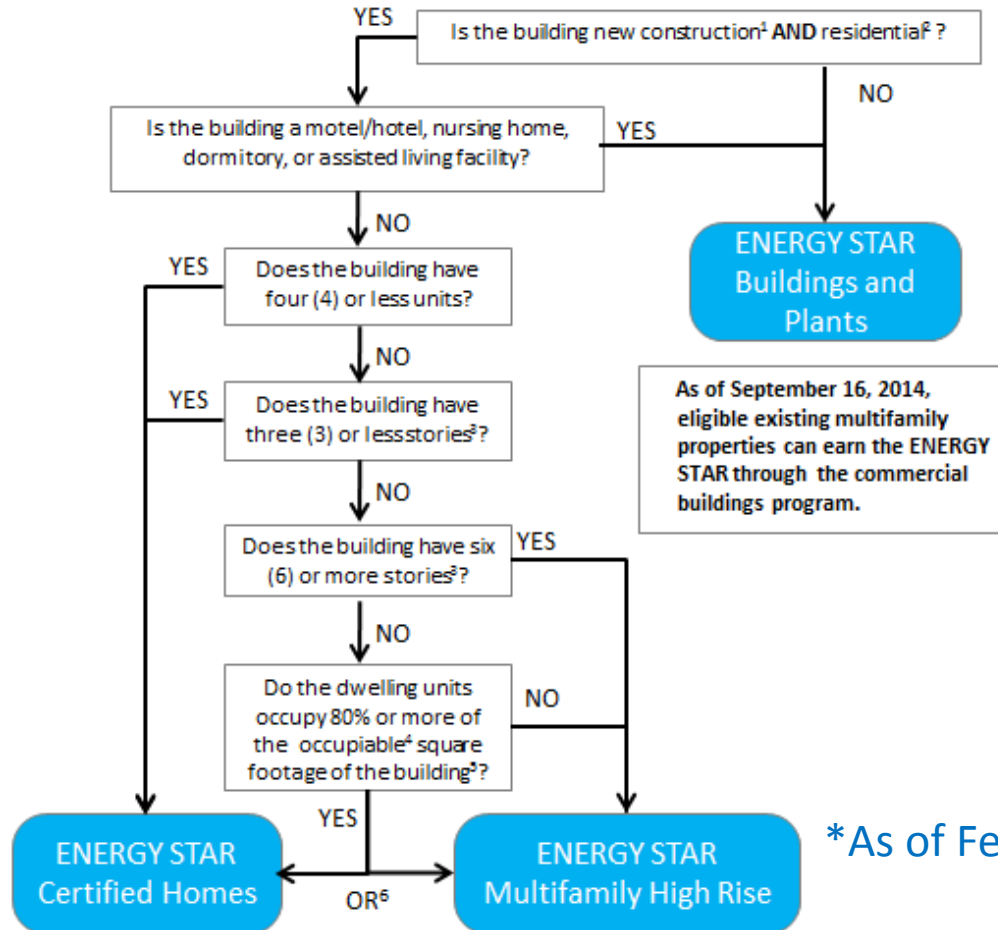 YES
Is the building new construction¹ AND residential² ?
NO
Is the building a motel/hotel, nursing home,
dormitory, or assisted living facility?
YES
NO
ENERGY STAR
Buildings and
Plants
YES
Does the building have
four (4) or less units?
NO
As of September 16, 2014,
eligible existing multifamily
properties can earn the ENERGY
STAR through the commercial
buildings program.
YES
Does the building have
three (3) or less stories³?
NO
Does the building have six
(6) or more stories³?
YES
NO
Do the dwelling units
occupy 80% or more of
the occupiable⁴ square
footage of the building⁵?
NO
YES
ENERGY STAR
Certified Homes
OR⁶
ENERGY STAR
Multifamily High Rise
*As of Fe